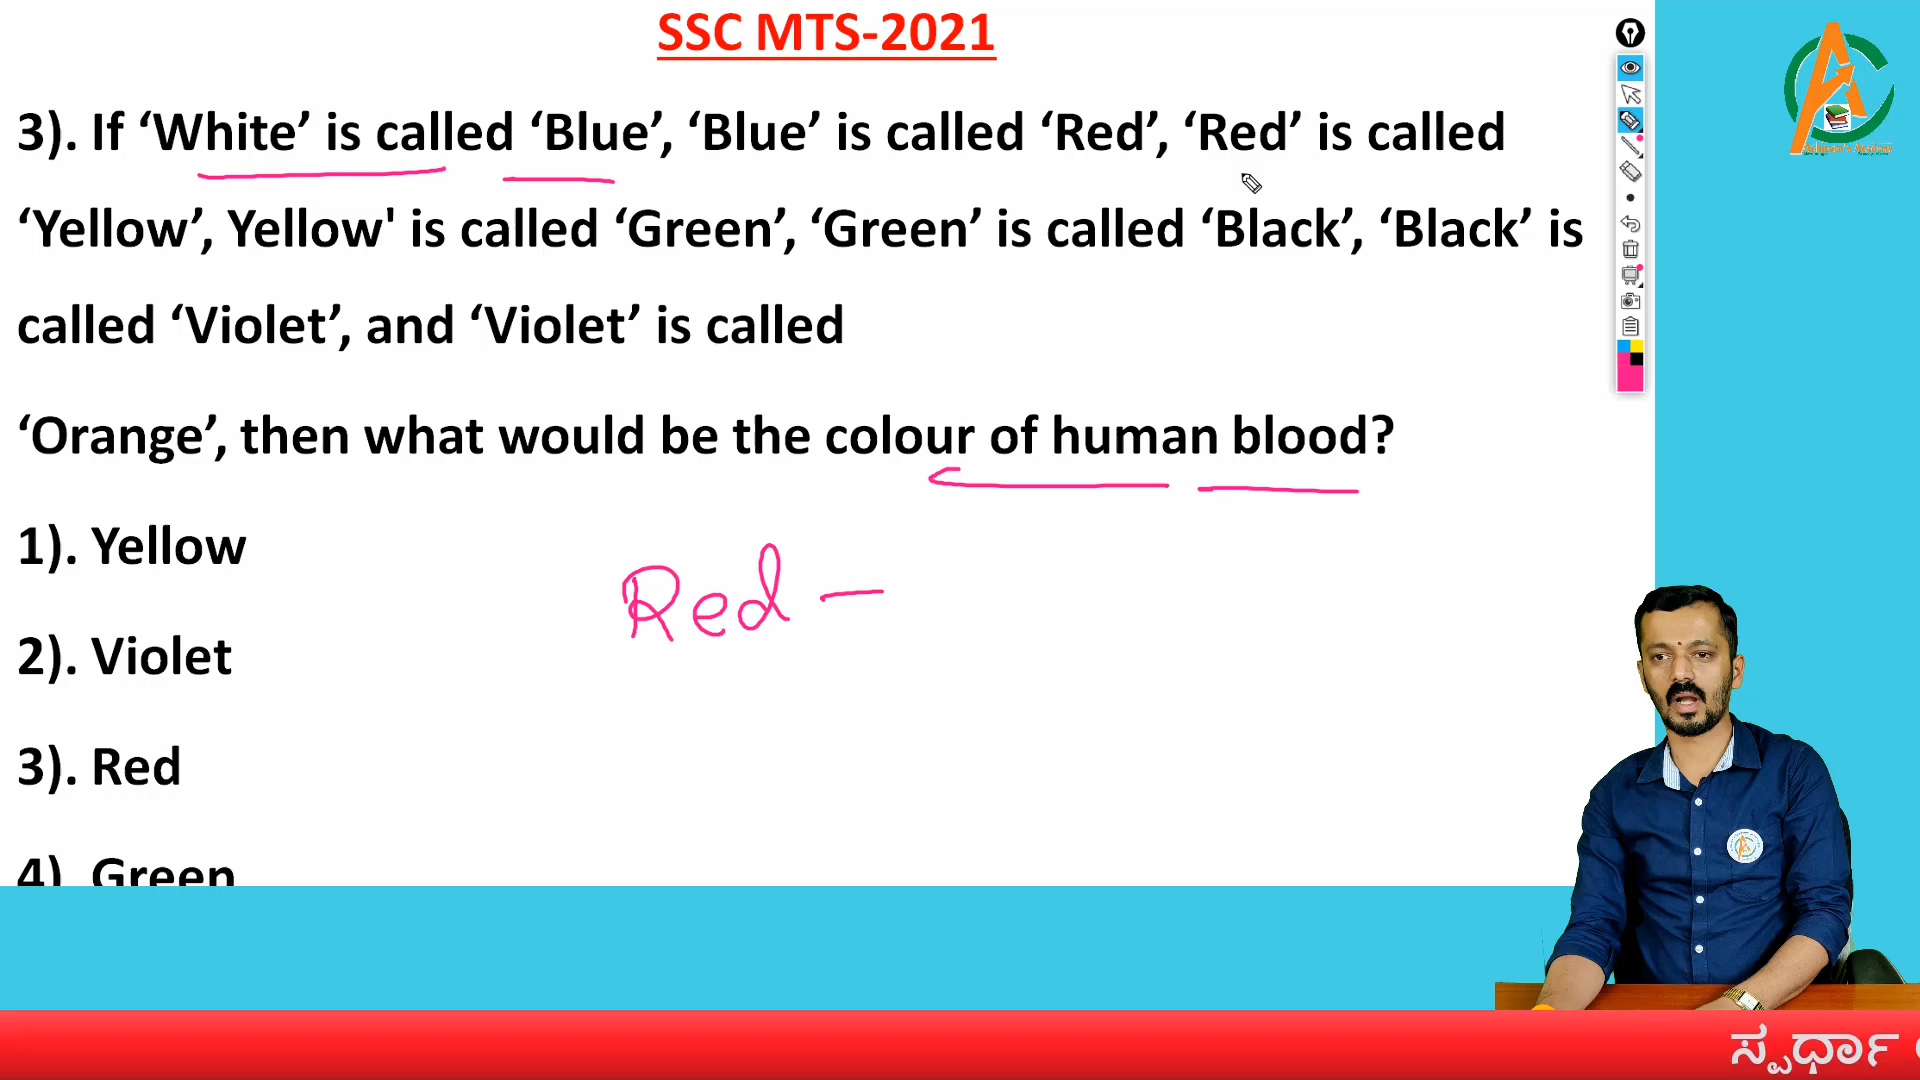 SSC MTS-2021
3). If ‘White’ is called ‘Blue’, ‘Blue’ is called ‘Red’, ‘Red’ is called
‘Yellow’, Yellow' is called ‘Green’, ‘Green’ is called ‘Black’, ‘Black’ is
called ‘Violet’, and ‘Violet’ is called
‘Orange’, then what would be the colour of human blood?
1). Yellow
Red –
2). Violet
3). Red
4). Green
ಸ್ಪರ್ಧಾ